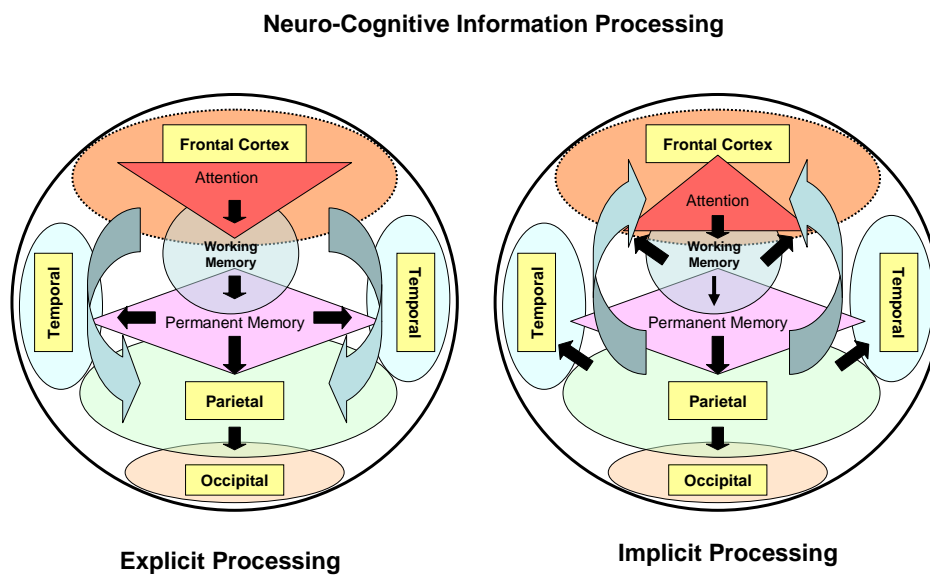 Neuro-Cognitive Information Processing
Frontal Cortex
Attention
Working
Memory
Temporal
Temporal
Permanent Memory
Parietal
Occipital
Explicit Processing
Frontal Cortex
Attention
Working
Memory
Temporal
Temporal
Permanent Memory
Parietal
Occipital
Implicit Processing